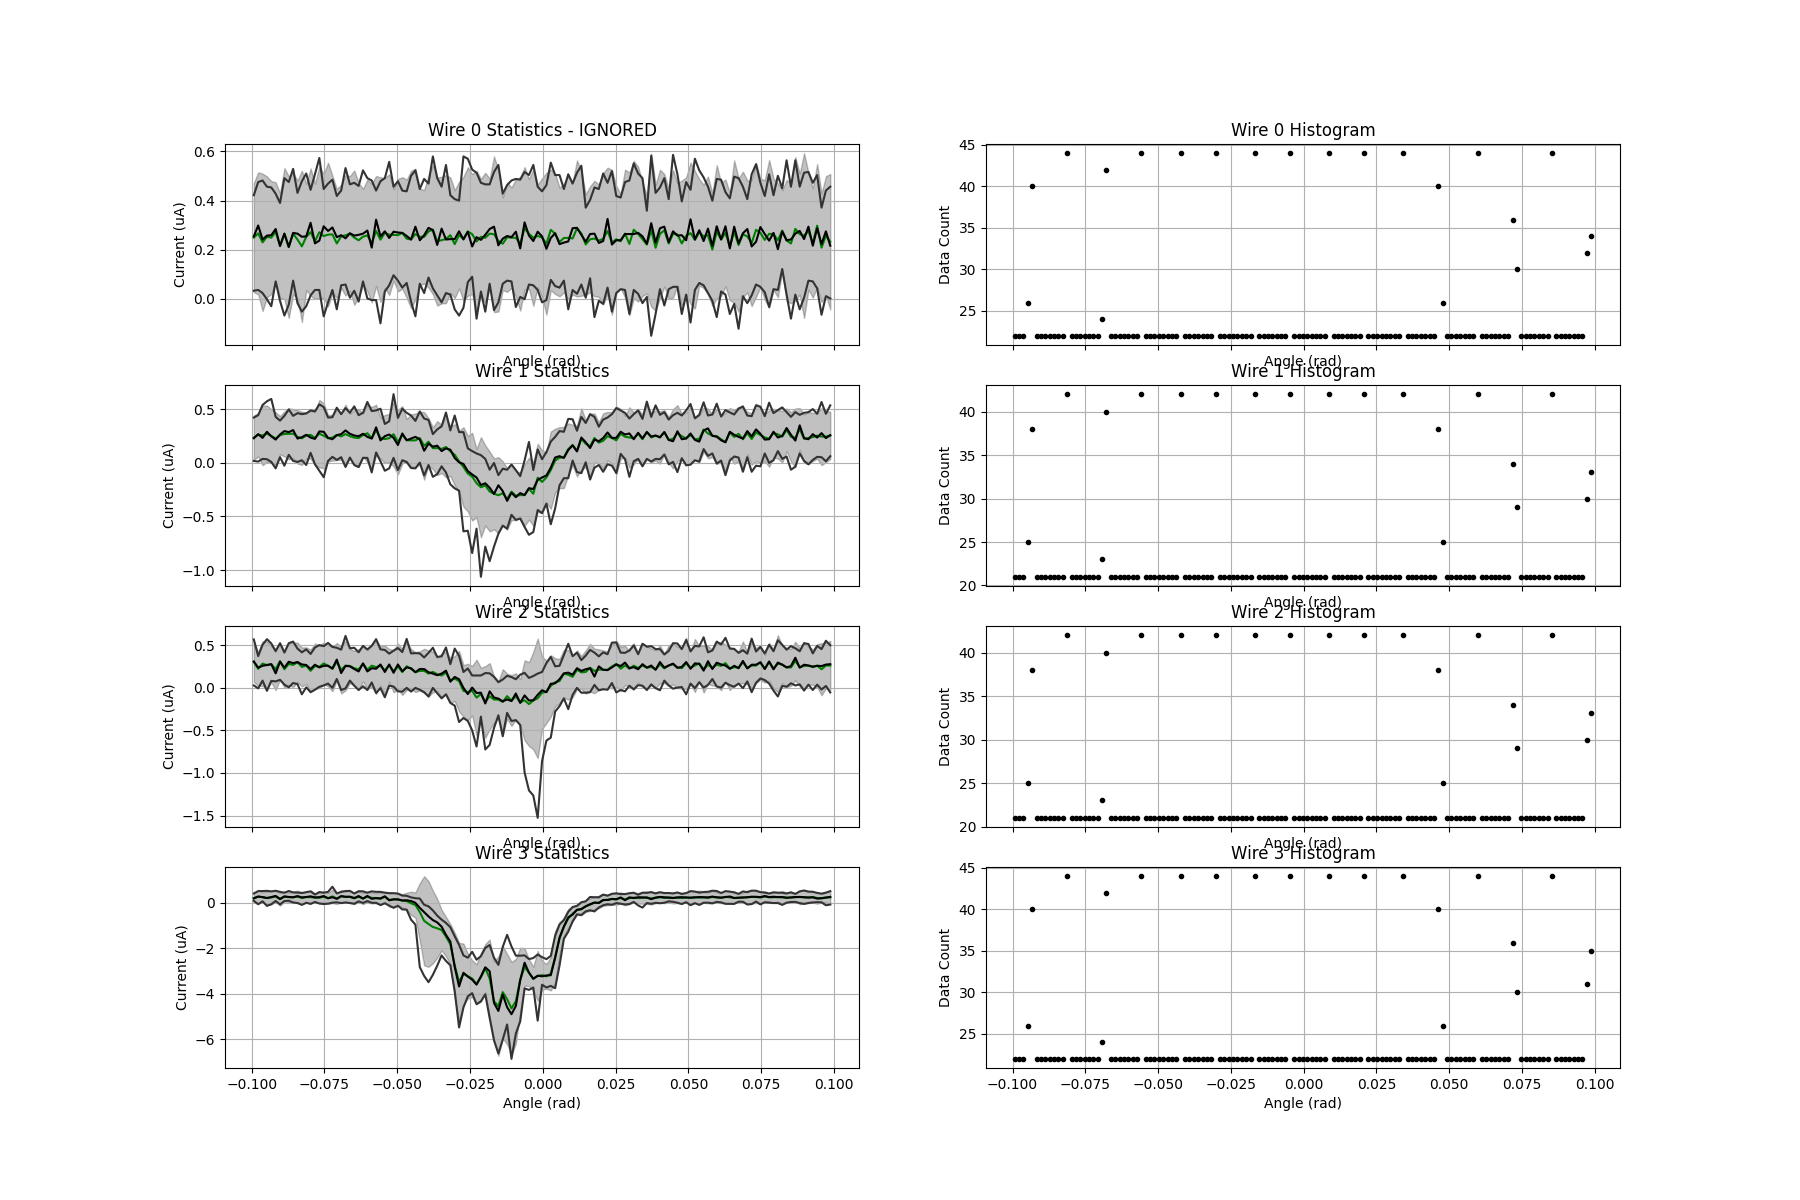 Wire 0 Statistics - IGNORED
0.6
0.4
0.2
0.0
Current (uA)
Angle (rad)
Wire 0 Histogram
45
40
35
30
25
Data Count
Angle (rad)
Wire 1 Statistics
0.5
0.0
−0.5
−1.0
Current (uA)
Angle (rad)
Wire 1 Histogram
40
35
30
25
20
Data Count
Angle (rad)
Wire 2 Statistics
0.5
0.0
−0.5
−1.0
−1.5
Current (uA)
Angle (rad)
Wire 2 Histogram
40
35
30
25
20
Data Count
Angle (rad)
Wire 3 Statistics
0
−2
−4
−6
Current (uA)
−0.100 −0.075 −0.050 −0.025 0.000 0.025 0.050 0.075 0.100
Angle (rad)
Wire 3 Histogram
45
40
35
30
25
Data Count
−0.100 −0.075 −0.050 −0.025 0.000 0.025 0.050 0.075 0.100
Angle (rad)